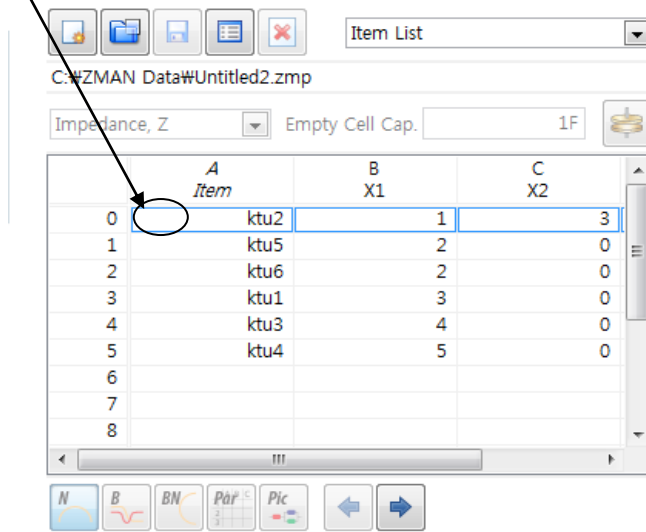 Item List
C:₩ZMAN Data₩Untitled2.zmp
Impedance, Z Empty Cell Cap. 1F
A B C
Item X1 X2
0 ktu2 1 3
1 ktu5 2 0
2 ktu6 2 0
3 ktu1 3 0
4 ktu3 4 0
5 ktu4 5 0
6
7
8
N B BN Par Pic